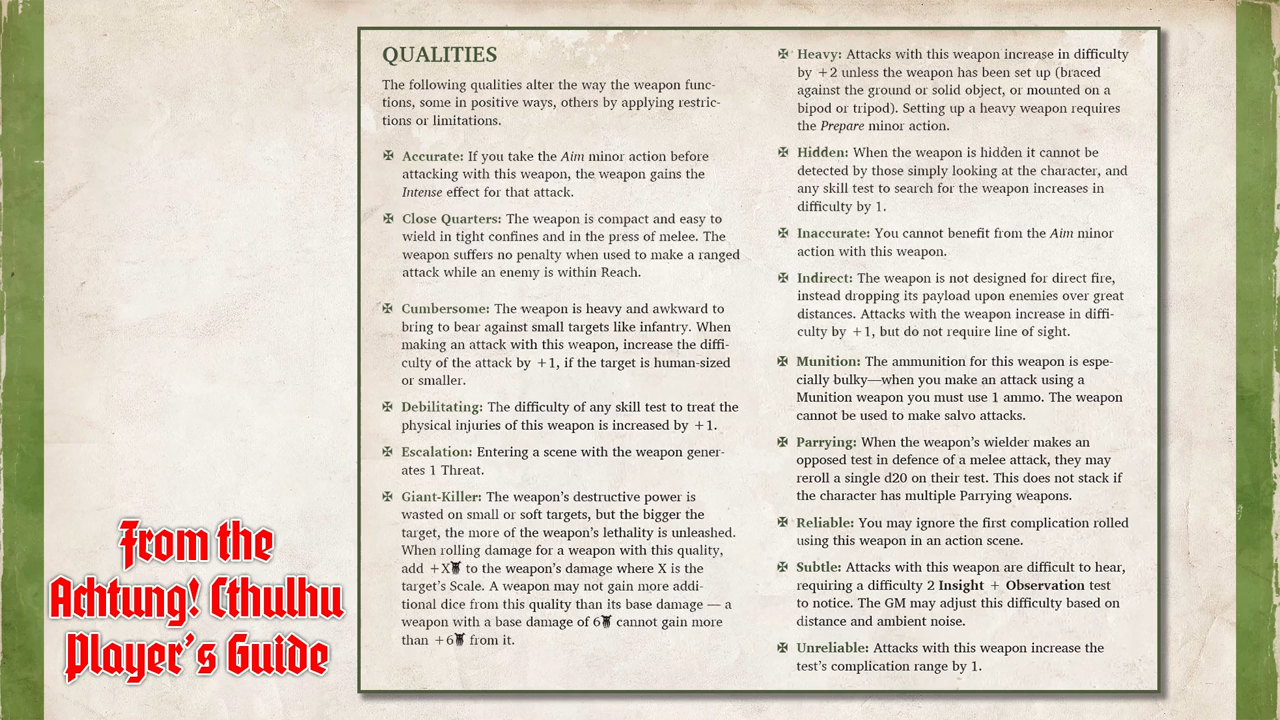 QUALITIES
The following qualities alter the way the weapon func-
tions, some in positive ways, others by applying restric-
tions or limitations.
Accurate: If you take the Aim minor action before
attacking with this weapon, the weapon gains the
Intense effect for that attack.
Close Quarters: The weapon is compact and easy to
wield in tight confines and in the press of melee. The
weapon suffers no penalty when used to make a ranged
attack while an enemy is within Reach.
Cumbersome: The weapon is heavy and awkward to
bring to bear against small targets like infantry. When
making an attack with this weapon, increase the diffi-
culty of the attack by +1, if the target is human-sized
or smaller.
Debilitating: The difficulty of any skill test to treat the
physical injuries of this weapon is increased by +1.
Escalation: Entering a scene with the weapon gener-
ates 1 Threat.
Giant-Killer: The weapon's destructive power is
wasted on small or soft targets, but the bigger the
target, the more of the weapon's lethality is unleashed.
When rolling damage for a weapon with this quality,
add +X to the weapon's damage where X is the
target's Scale. A weapon may not gain more addi-
tional dice from this quality than its base damage — a
weapon with a base damage of 6 cannot gain more
than +6 from it.
Heavy: Attacks with this weapon increase in difficulty
by +2 unless the weapon has been set up (braced
against the ground or solid object, or mounted on a
bipod or tripod). Setting up a heavy weapon requires
the Prepare minor action.
Hidden: When the weapon is hidden it cannot be
detected by those simply looking at the character, and
any skill test to search for the weapon increases in
difficulty by 1.
Inaccurate: You cannot benefit from the Aim minor
action with this weapon.
Indirect: The weapon is not designed for direct fire,
instead dropping its payload upon enemies over great
distances. Attacks with the weapon increase in diffi-
culty by +1, but do not require line of sight.
Munition: The ammunition for this weapon is espe-
cially bulky—when you make an attack using a
Munition weapon you must use 1 ammo. The weapon
cannot be used to make salvo attacks.
Parrying: When the weapon's wielder makes an
opposed test in defence of a melee attack, they may
reroll a single d20 on their test. This does not stack if
the character has multiple Parrying weapons.
Reliable: You may ignore the first complication rolled
using this weapon in an action scene.
Subtle: Attacks with this weapon are difficult to hear,
requiring a difficulty 2 Insight + Observation test
to notice. The GM may adjust this difficulty based on
distance and ambient noise.
Unreliable: Attacks with this weapon increase the
test's complication range by 1.
From the
Achtung! Cthulhu
Player's Guide